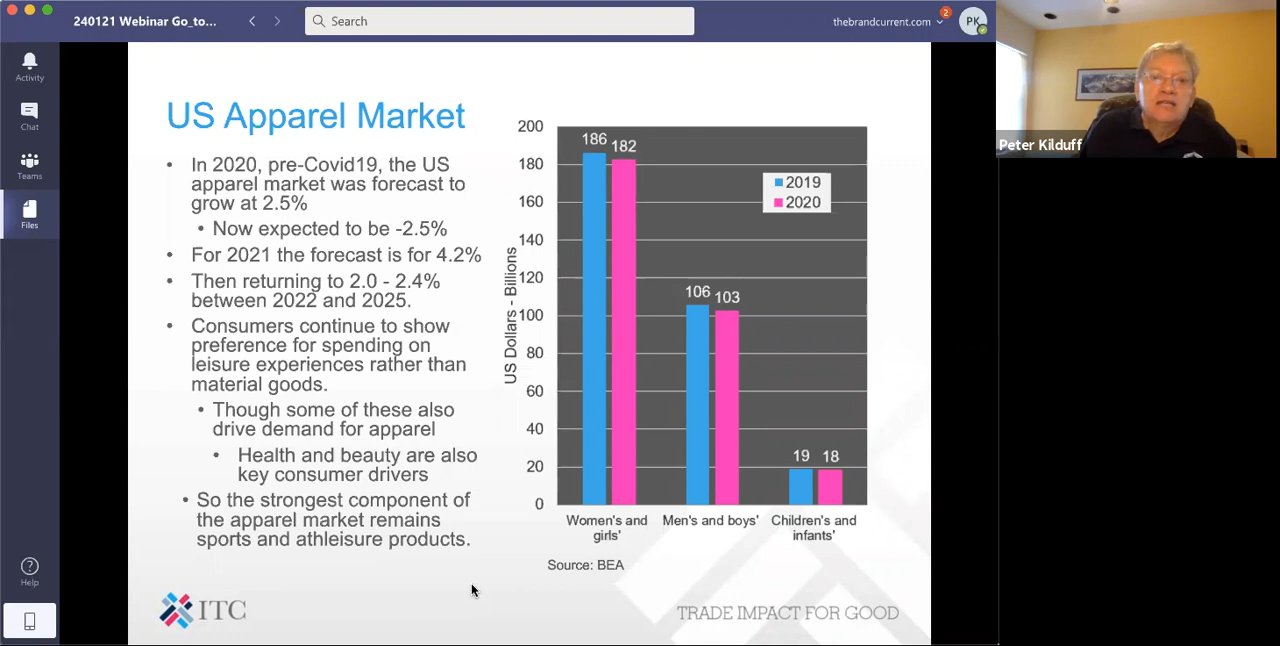 240121 Webinar Go_to...
Search
thebrandcurrent.com
2
PK
Activity
Chat
Teams
Files
Help
US Apparel Market
• In 2020, pre-Covid19, the US
apparel market was forecast to
grow at 2.5%
• Now expected to be -2.5%
• For 2021 the forecast is for 4.2%
• Then returning to 2.0 - 2.4%
between 2022 and 2025.
• Consumers continue to show
preference for spending on
leisure experiences rather than
material goods.
• Though some of these also
drive demand for apparel
• Health and beauty are also
key consumer drivers
• So the strongest component of
the apparel market remains
sports and athleisure products.
US Dollars - Billions
200
180
160
140
120
100
80
60
40
20
0
186
182
106
103
19
18
2019
2020
Women's and
girls'
Men's and boys'
Children's and
infants'
Source: BEA
ITC
TRADE IMPACT FOR GOOD
Peter Kilduff